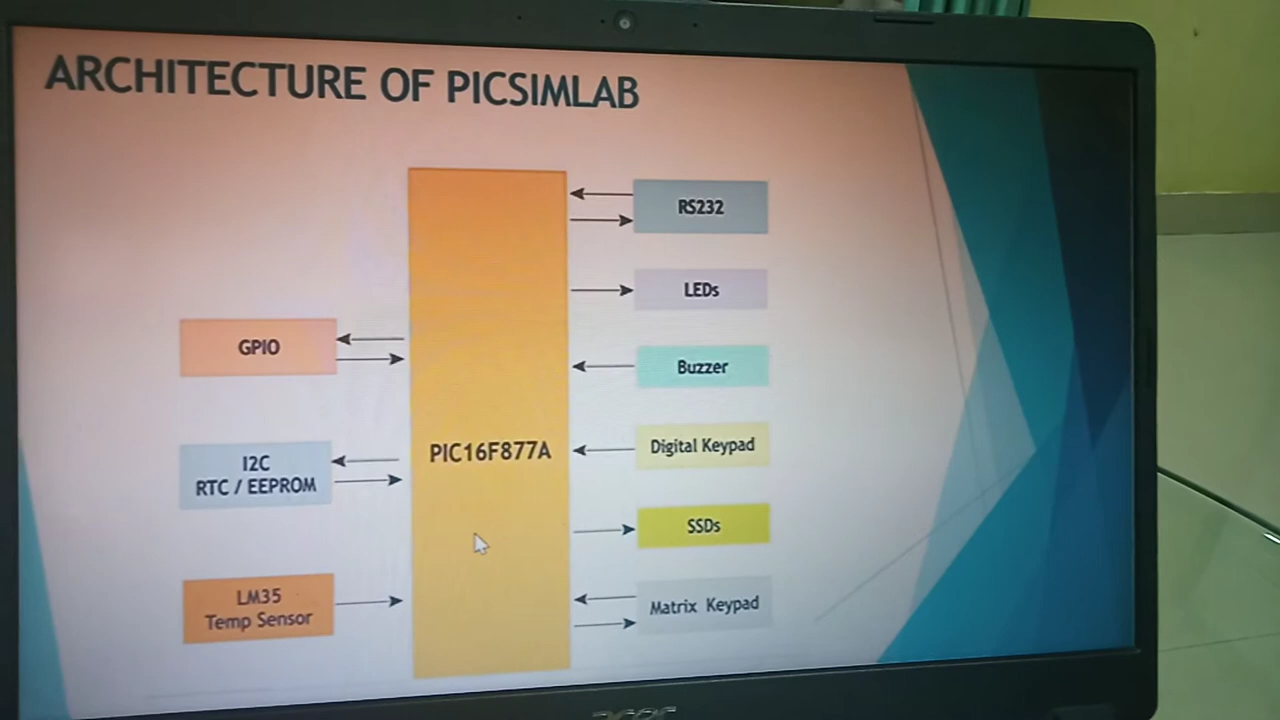 ARCHITECTURE OF PICSIMLAB
RS232
LEDs
GPIO
Buzzer
PIC16F877A
Digital Keypad
I2C
RTC / EEPROM
SSDs
LM35
Temp Sensor
Matrix Keypad
acer